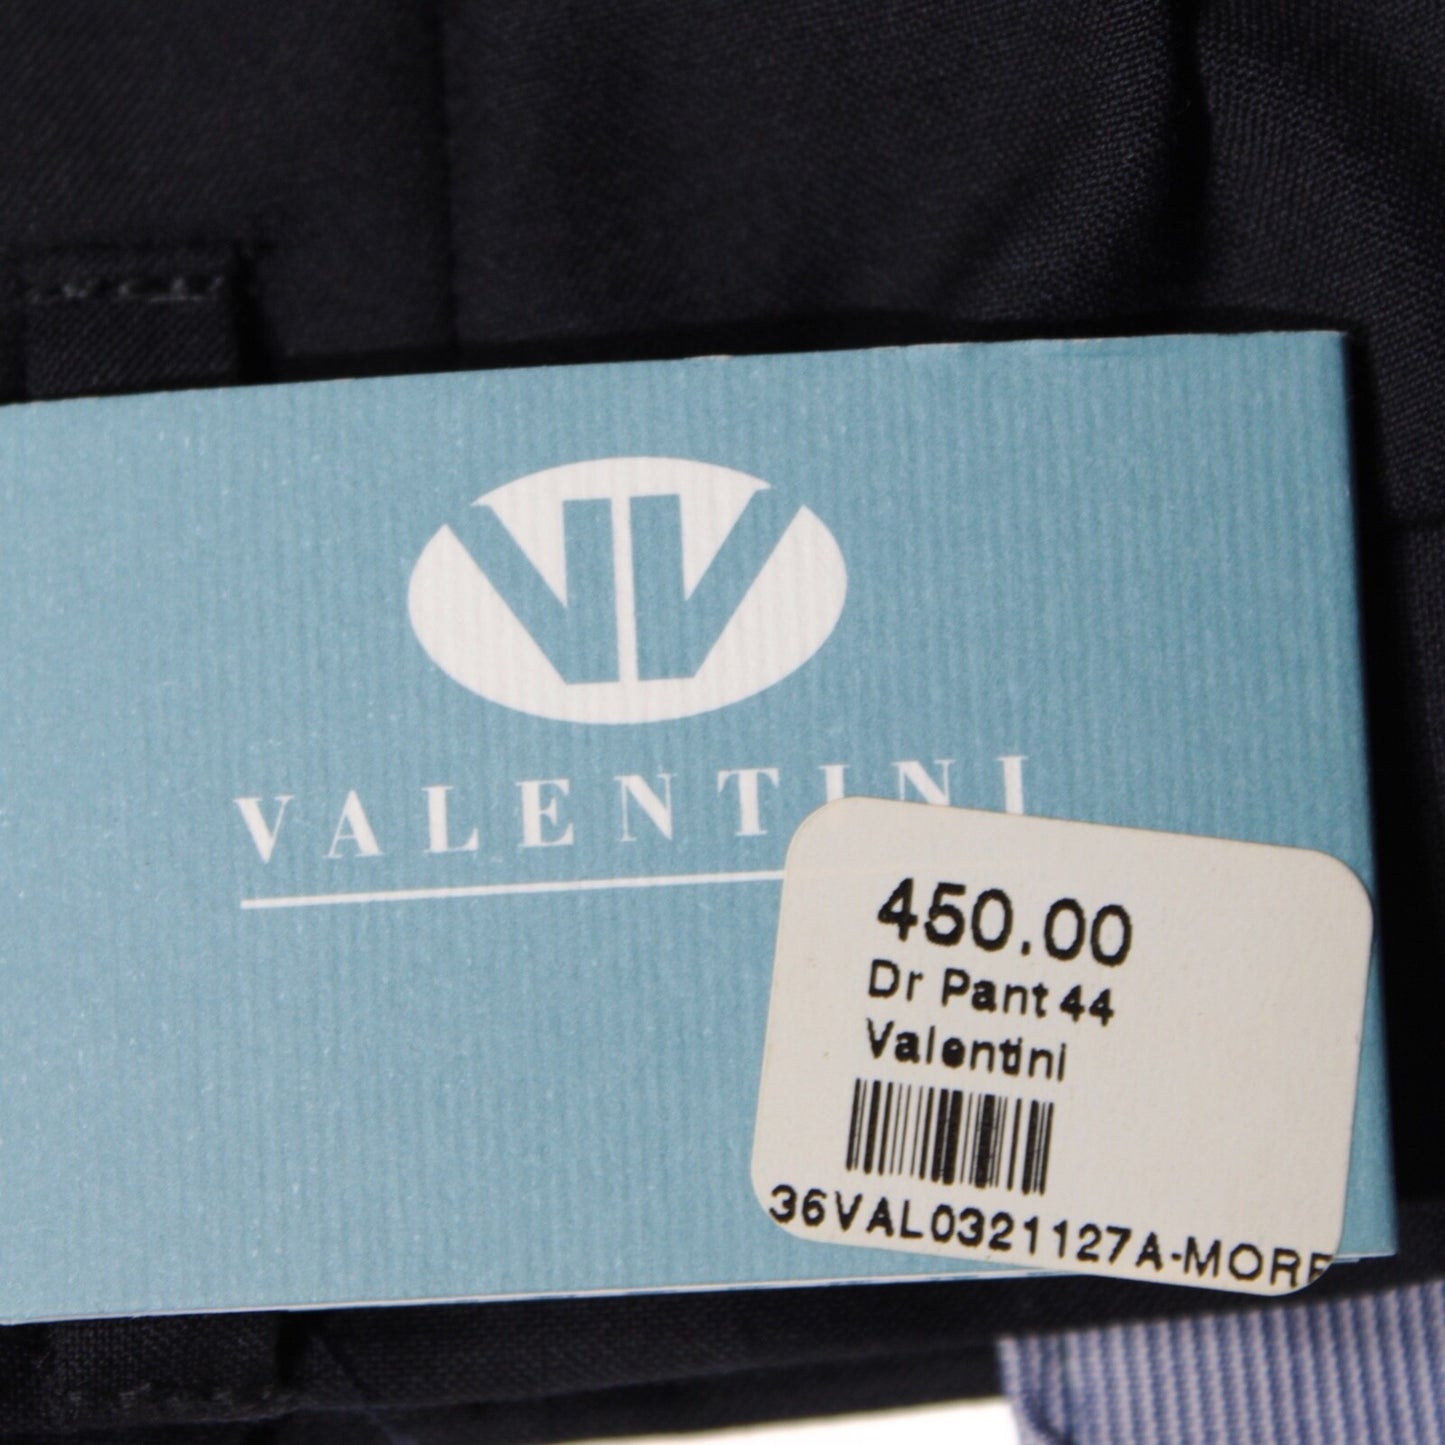 VALENTINI
450.00
Dr Pant 44
Valentini
36VAL0321127A-MORE